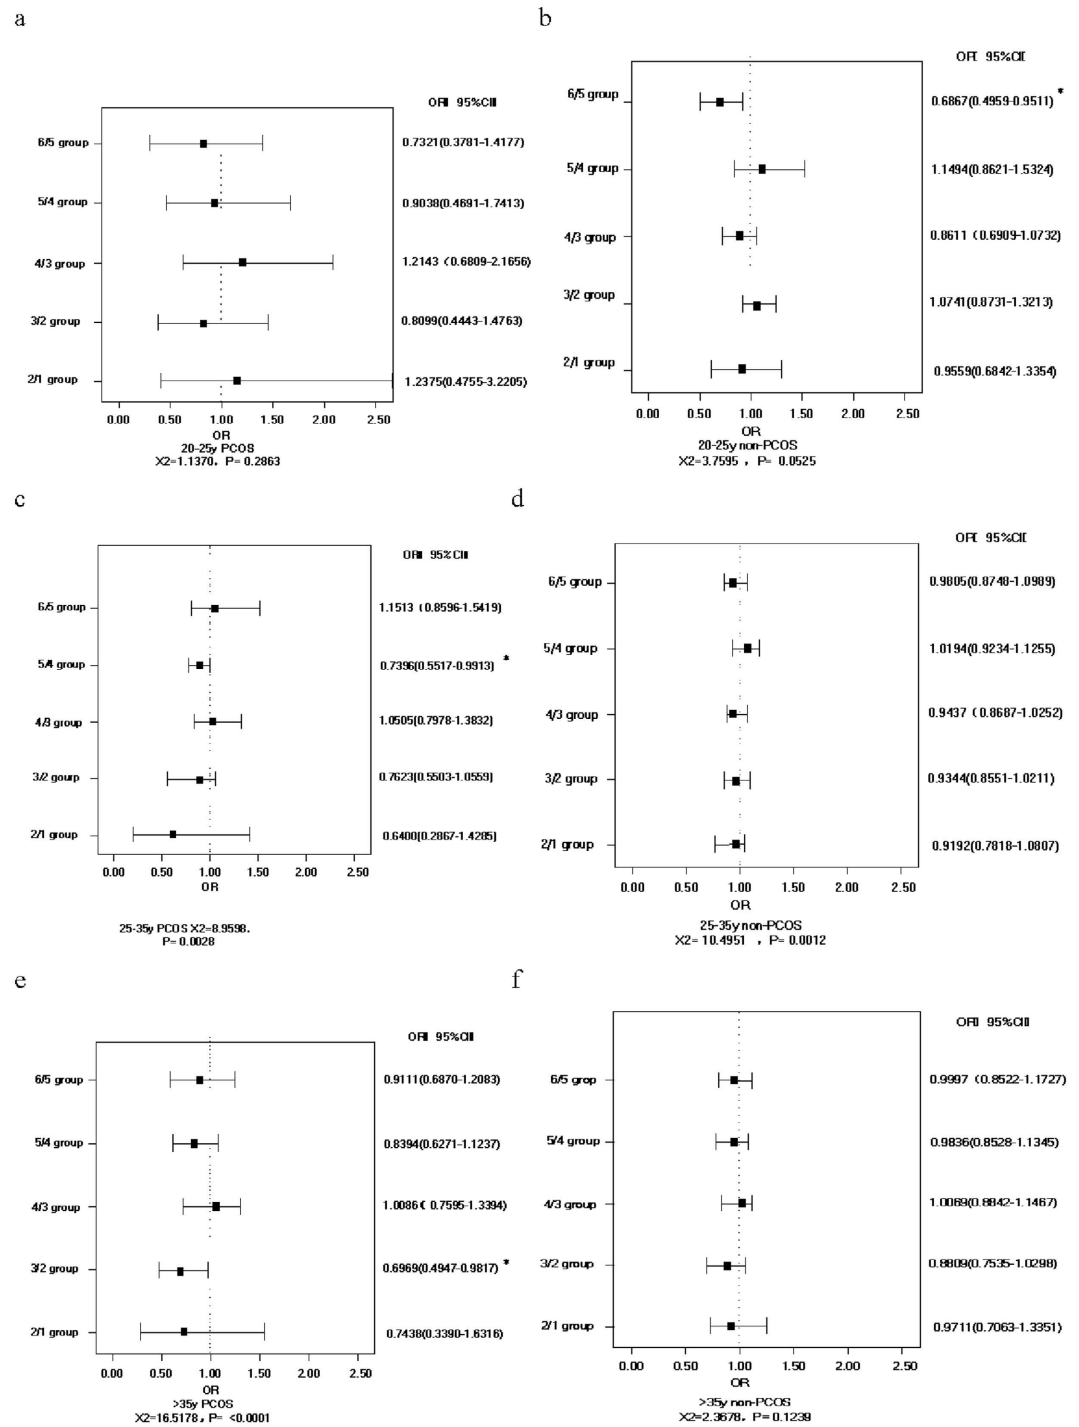 a
OR[ 95%CI]
6/5 group 0.7321(0.3781-1.4177)
5/4 group 0.9038(0.4691-1.7413)
4/3 group 1.2143 (0.6809-2.1656)
3/2 group 0.8099(0.4443-1.4763)
2/1 group 1.2375(0.4755-3.2205)
0.00 0.50 1.00 1.50 2.00 2.50
OR
20-25y PCOS
X2=1.1370, P= 0.2863
b
OR[ 95%CI]
6/5 group 0.6867(0.4959-0.9511) *
5/4 group 1.1494(0.8621-1.5324)
4/3 group 0.8611 (0.6909-1.0732)
3/2 group 1.0741(0.8731-1.3213)
2/1 group 0.9559(0.6842-1.3354)
0.00 0.50 1.00 1.50 2.00 2.50
OR
20-25y non-PCOS
X2=3.7595 , P= 0.0525
c
OR[ 95%CI]
6/5 group 1.1513 (0.8596-1.5419)
5/4 group 0.7396(0.5517-0.9913) *
4/3 group 1.0505(0.7978-1.3832)
3/2 gourp 0.7623(0.5503-1.0559)
2/1 group 0.6400(0.2867-1.4285)
0.00 0.50 1.00 1.50 2.00 2.50
OR
25-35y PCOS X2=8.9598,
P= 0.0028
d
OR[ 95%CI]
6/5 group 0.9805(0.8748-1.0989)
5/4 group 1.0194(0.9234-1.1255)
4/3 group 0.9437 (0.8687-1.0252)
3/2 group 0.9344(0.8551-1.0211)
2/1 group 0.9192(0.7818-1.0807)
0.00 0.50 1.00 1.50 2.00 2.50
OR
25-35y non-PCOS
X2= 10.4951 , P= 0.0012
e
OR[ 95%CI]
6/5 group 0.9111(0.6870-1.2083)
5/4 group 0.8394(0.6271-1.1237)
4/3 group 1.0086( 0.7595-1.3394)
3/2 group 0.6969(0.4947-0.9817) *
2/1 group 0.7438(0.3390-1.6316)
0.00 0.50 1.00 1.50 2.00 2.50
OR
>35y PCOS
X2=16.5178 , P= <0.0001
f
OR[ 95%CI]
6/5 grop 0.9997 (0.8522-1.1727)
5/4 group 0.9836(0.8528-1.1345)
4/3 group 1.0069(0.8842-1.1467)
3/2 group 0.8809(0.7535-1.0298)
2/1 group 0.9711(0.7063-1.3351)
0.00 0.50 1.00 1.50 2.00 2.50
OR
>35y non-PCOS
X2=2.3678 , P= 0.1239